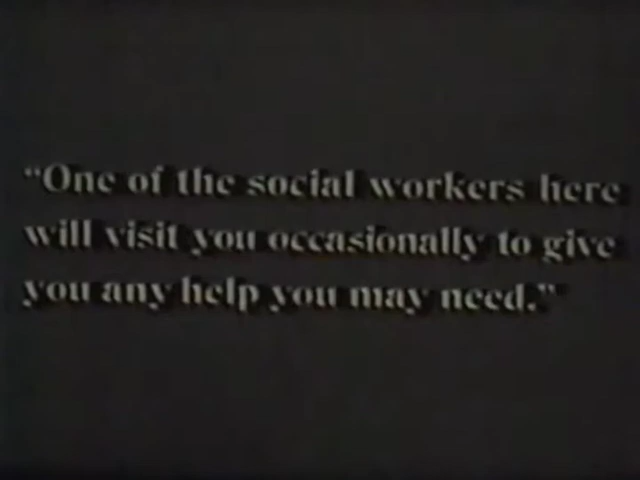 “One of the social workers here
will visit you occasionally to give
you any help you may need.”